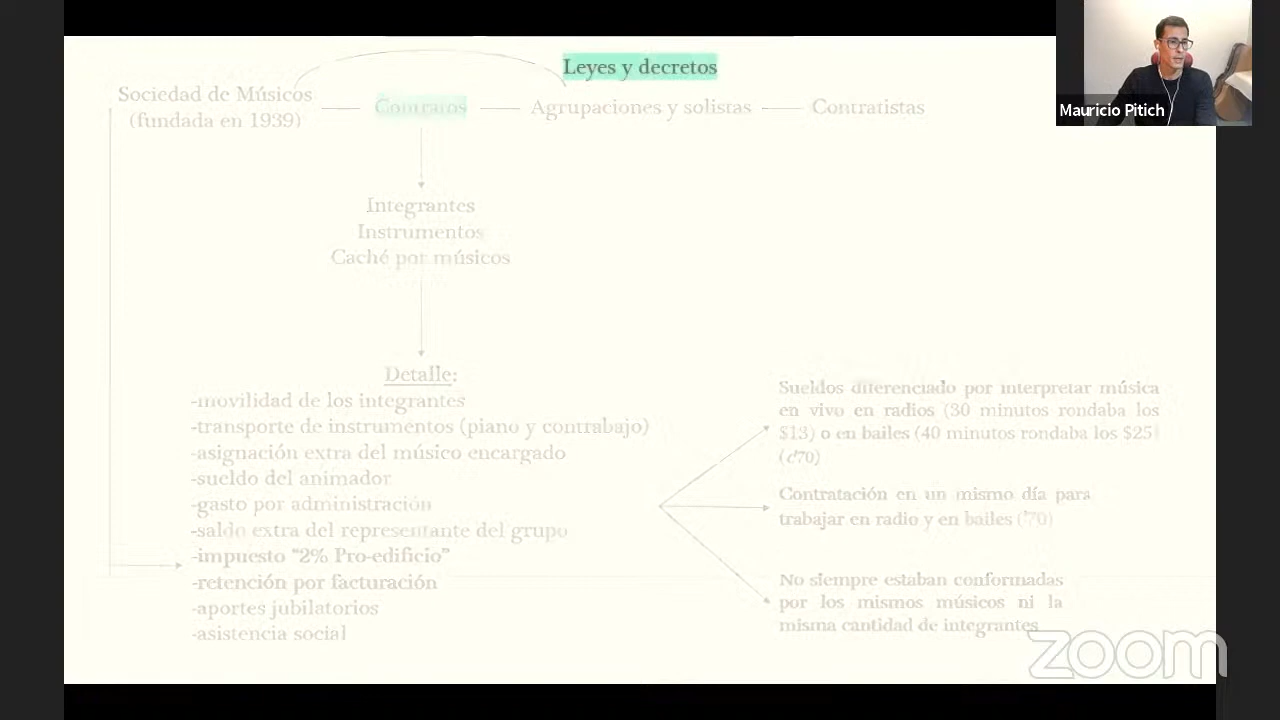 Leyes y decretos
Sociedad de Músicos
(fundada en 1939)
Contratos
Agrupaciones y solistas
Contratistas
Mauricio Pitich
Integrantes
Instrumentos
Caché por músicos
Detalle:
-movilidad de los integrantes
-transporte de instrumentos (piano y contrabajo)
-asignación extra del músico encargado
-sueldo del animador
-gasto por administración
-saldo extra del representante del grupo
-impuesto “2% Pro-edificio”
-retención por facturación
-aportes jubilatorios
-asistencia social
Sueldos diferenciado por interpretar música
en vivo en radios (30 minutos rondaba los
$13) o en bailes (40 minutos rondaba los $25)
(c’70)
Contratación en un mismo día para
trabajar en radio y en bailes (’70)
No siempre estaban conformadas
por los mismos músicos ni la
misma cantidad de integrantes
zoom